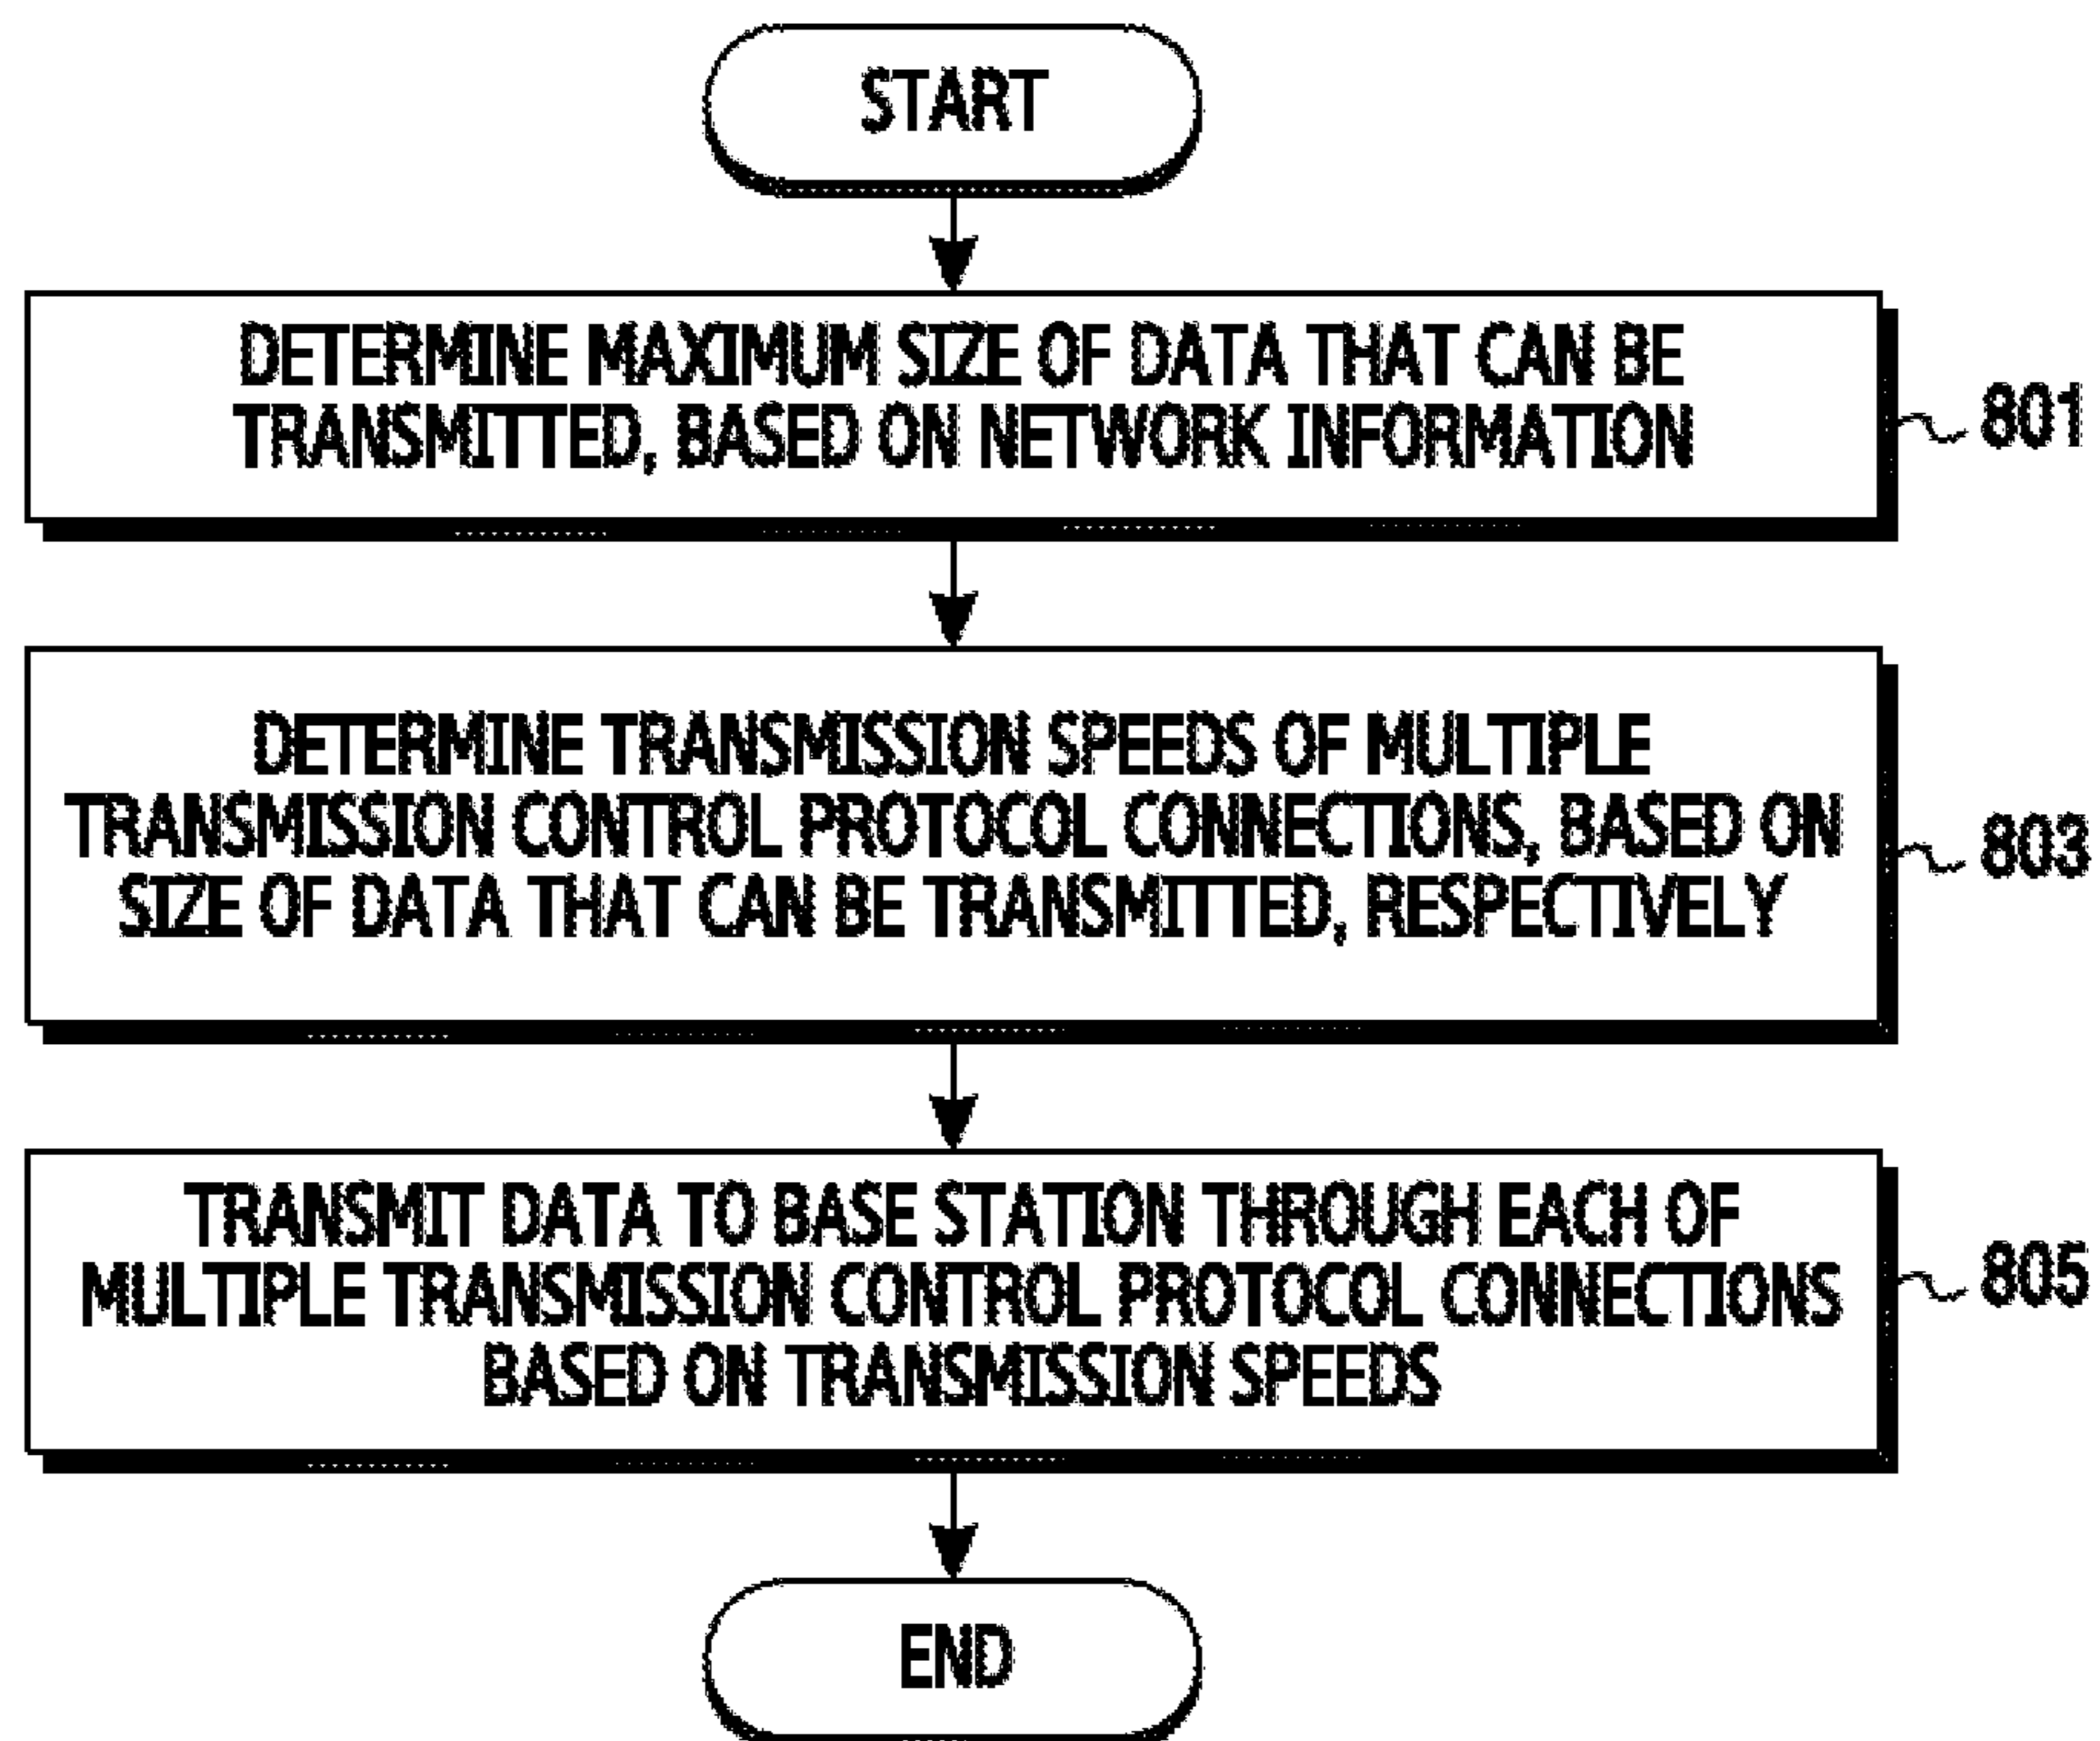 START
DETERMINE MAXIMUM SIZE OF DATA THAT CAN BE
TRANSMITTED, BASED ON NETWORK INFORMATION
801
DETERMINE TRANSMISSION SPEEDS OF MULTIPLE
TRANSMISSION CONTROL PROTOCOL CONNECTIONS, BASED ON
SIZE OF DATA THAT CAN BE TRANSMITTED, RESPECTIVELY
803
TRANSMIT DATA TO BASE STATION THROUGH EACH OF
MULTIPLE TRANSMISSION CONTROL PROTOCOL CONNECTIONS
BASED ON TRANSMISSION SPEEDS
805
END